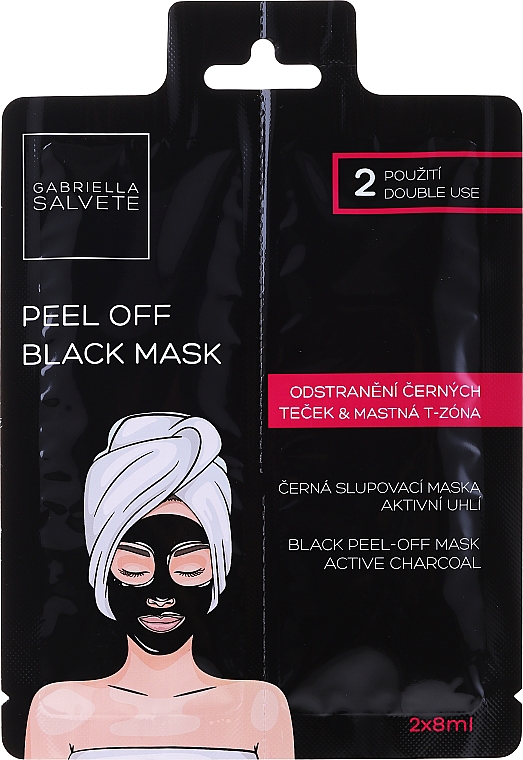 GABRIELLA
SALVETE
2 POUŽITÍ
DOUBLE USE
PEEL OFF
BLACK MASK
ODSTRANĚNÍ ČERNÝCH
TEČEK & MASTNÁ T-ZÓNA
ČERNÁ SLUPOVACÍ MASKA
AKTIVNÍ UHLÍ
BLACK PEEL-OFF MASK
ACTIVE CHARCOAL
2x8ml